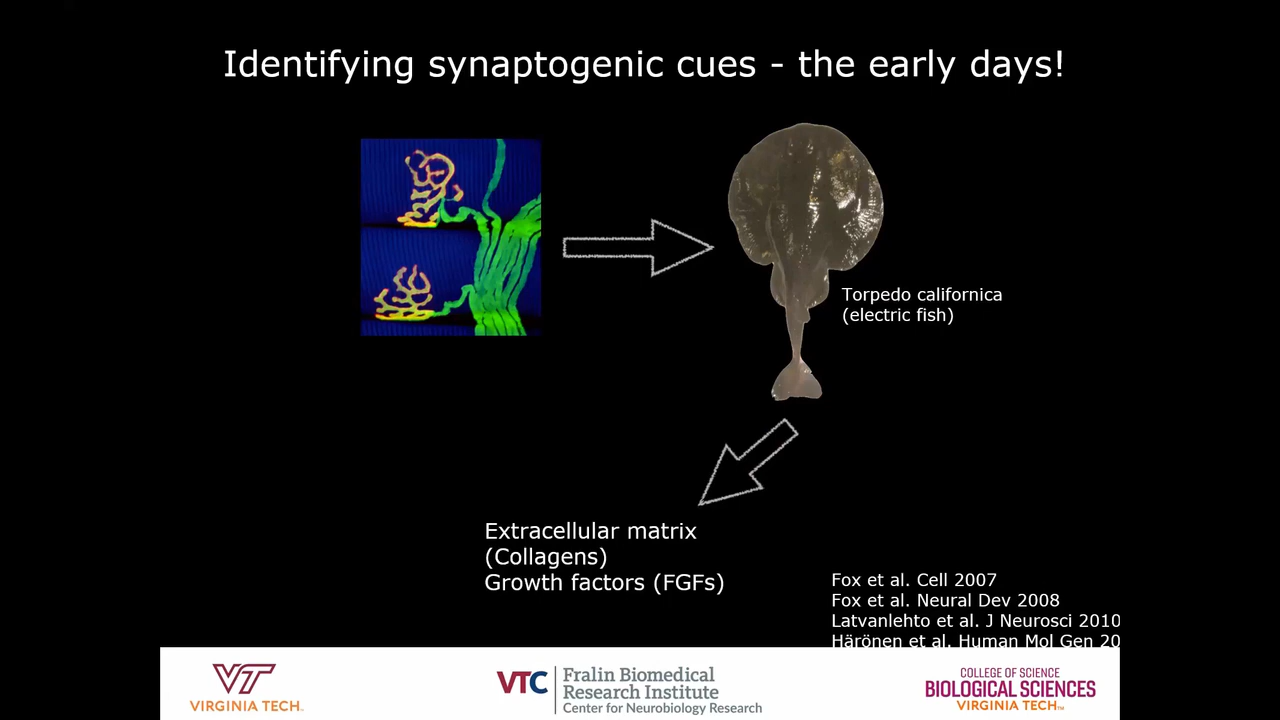 Identifying synaptogenic cues - the early days!
Torpedo californica
(electric fish)
Extracellular matrix
(Collagens)
Growth factors (FGFs)
Fox et al. Cell 2007
Fox et al. Neural Dev 2008
Latvanlehto et al. J Neurosci 2010
Härönen et al. Human Mol Gen 20
VT
VIRGINIA TECH.
VTC
Fralin Biomedical
Research Institute
Center for Neurobiology Research
COLLEGE OF SCIENCE
BIOLOGICAL SCIENCES
VIRGINIA TECH™